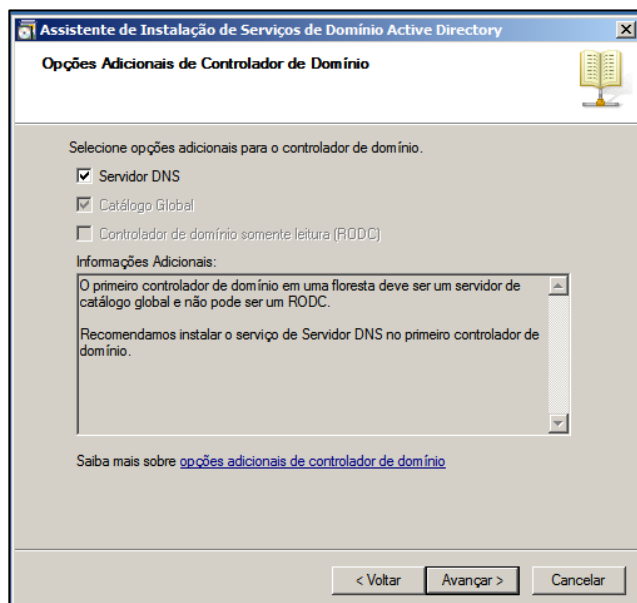 Assistente de Instalação de Serviços de Domínio Active Directory
Opções Adicionais de Controlador de Domínio
Selecione opções adicionais para o controlador de domínio.
Servidor DNS
Catálogo Global
Controlador de domínio somente leitura (RODC)
Informações Adicionais:
O primeiro controlador de domínio em uma floresta deve ser um servidor de
catálogo global e não pode ser um RODC.
Recomendamos instalar o serviço de Servidor DNS no primeiro controlador de
domínio.
Saiba mais sobre opções adicionais de controlador de domínio
< Voltar Avançar > Cancelar